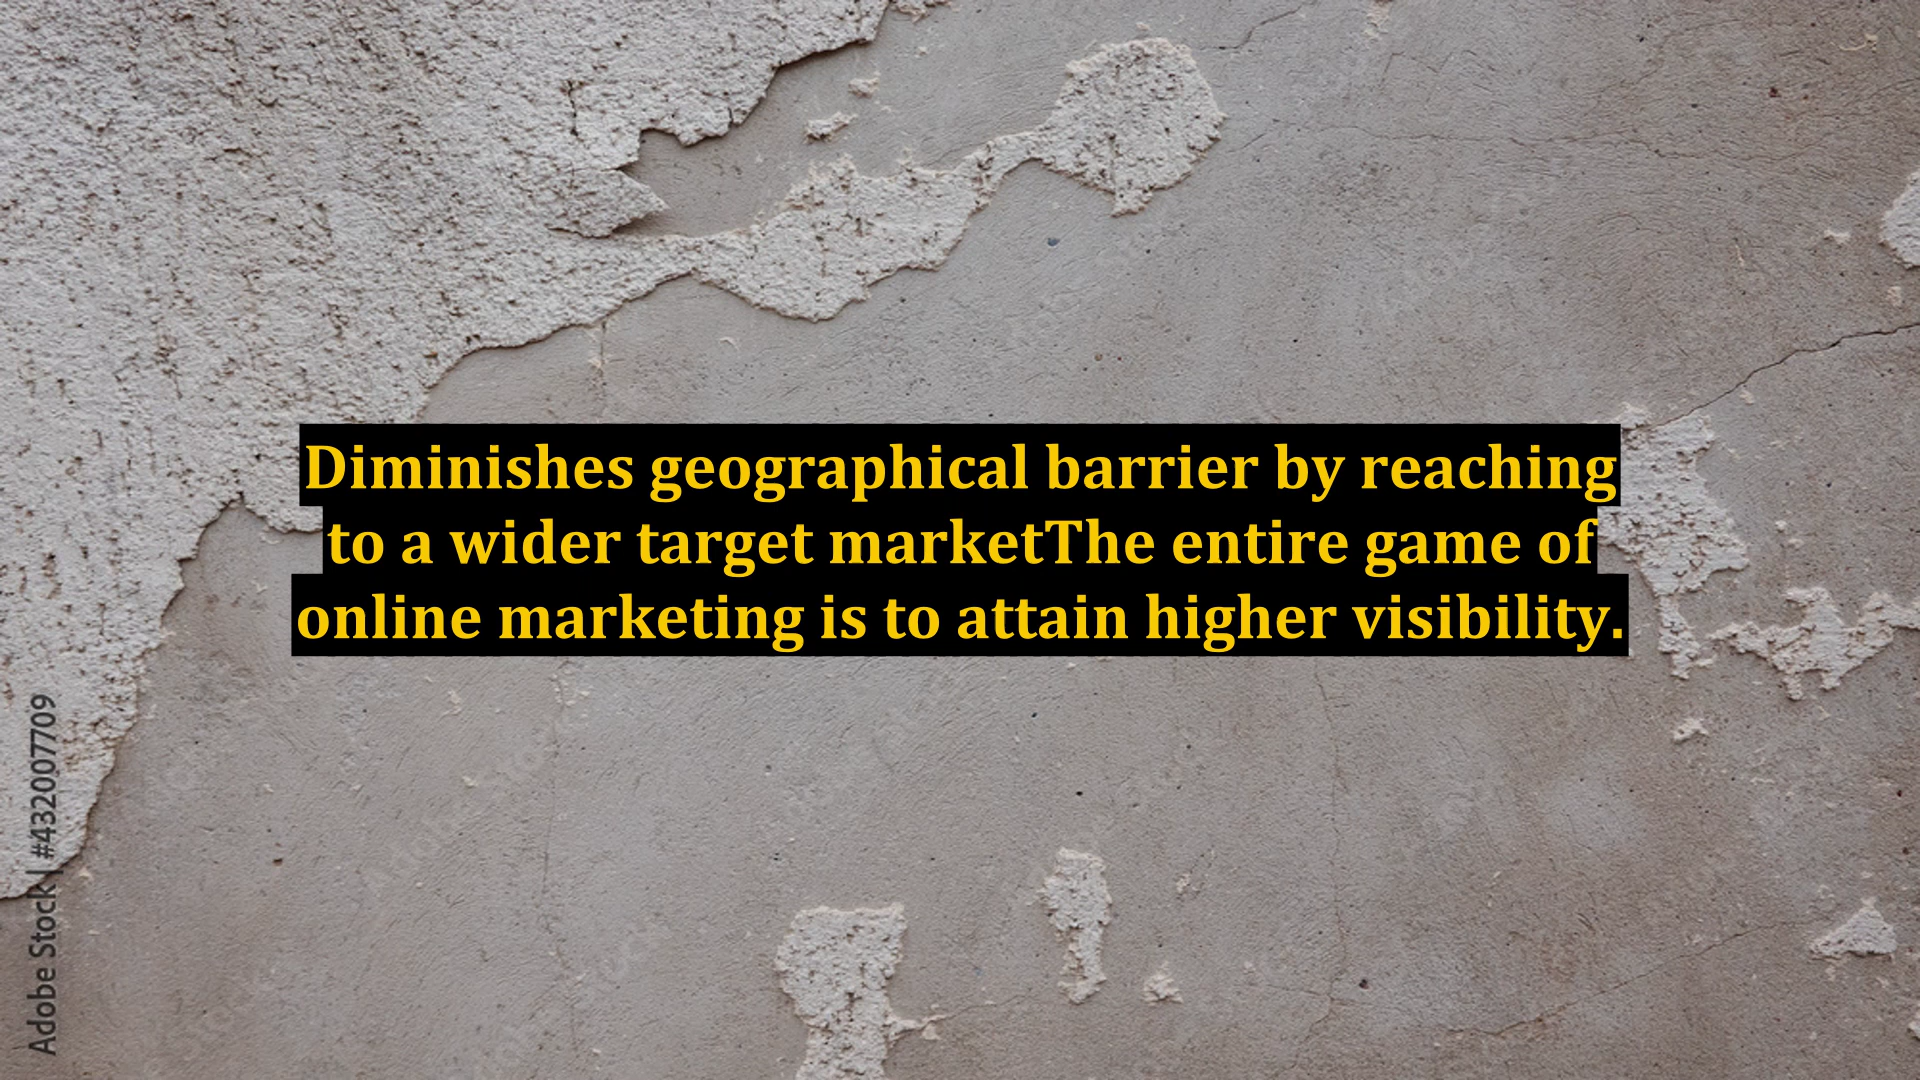 Diminishes geographical barrier by reaching
to a wider target marketThe entire game of
online marketing is to attain higher visibility.
Adobe Stock | #432007709